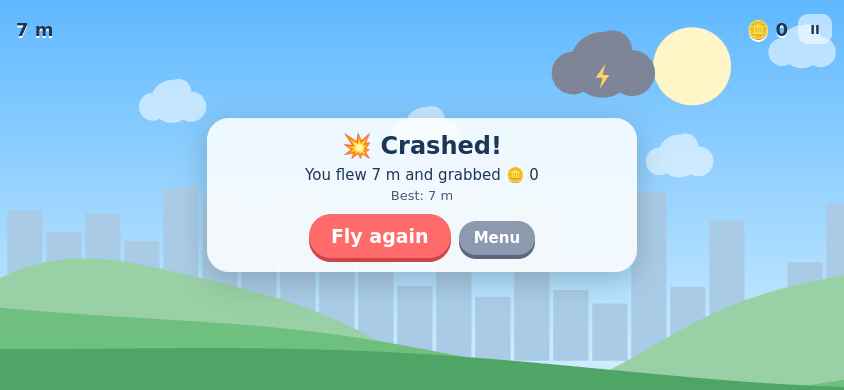 7 m
🪙 0
💥 Crashed!
You flew 7 m and grabbed 🪙 0
Best: 7 m
Fly again
Menu